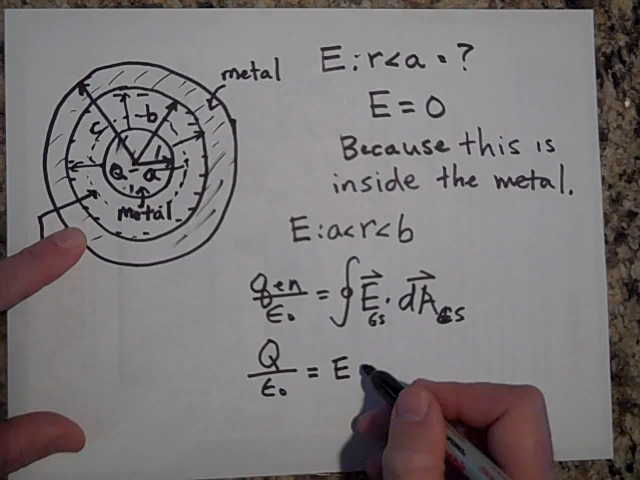 metal
E: r<a = ?
E = 0
Because this is
inside the metal.
c
b
Q
a
metal
E: a<r<b
qen/ε₀ = ∮ E⃗ · dA⃗
GS GS
Q/ε₀ = E